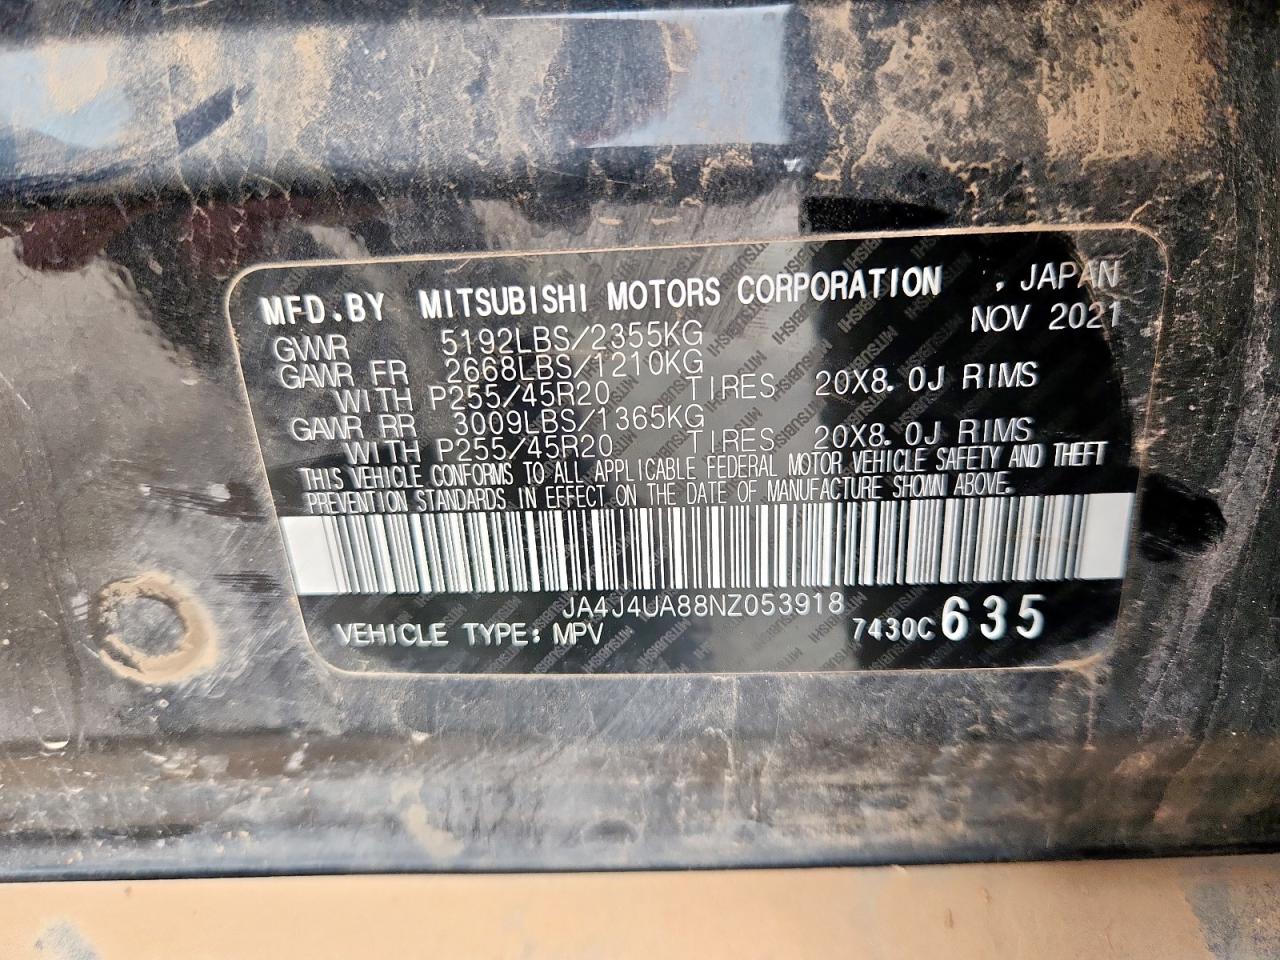 MFD.BY MITSUBISHI MOTORS CORPORATION , JAPAN
NOV 2021
GVWR 5192LBS/2355KG
GAWR FR 2668LBS/1210KG
WITH P255/45R20 TIRES 20X8.0J RIMS
GAWR RR 3009LBS/1365KG
WITH P255/45R20 TIRES 20X8.0J RIMS
THIS VEHICLE CONFORMS TO ALL APPLICABLE FEDERAL MOTOR VEHICLE SAFETY AND THEFT
PREVENTION STANDARDS IN EFFECT ON THE DATE OF MANUFACTURE SHOWN ABOVE.
JA4J4UA88NZ053918
VEHICLE TYPE: MPV 7430C 635